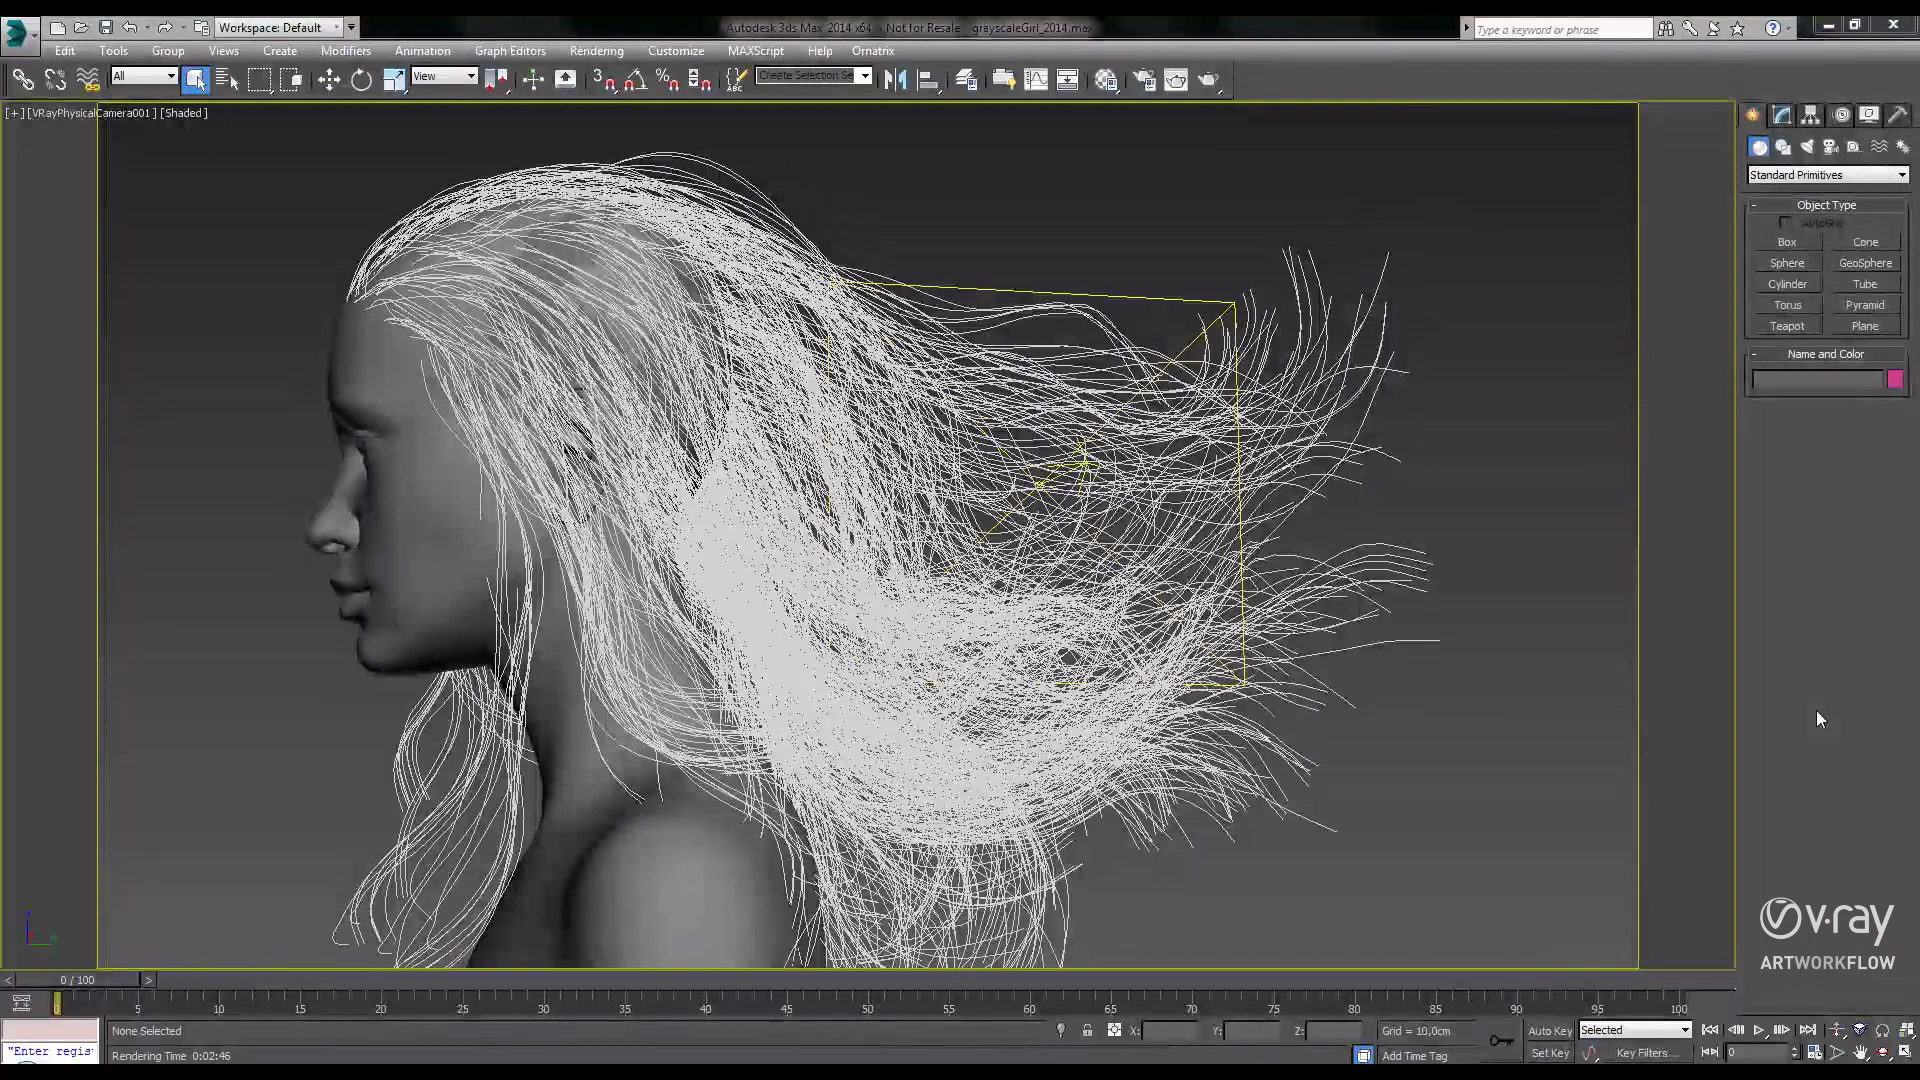 Workspace: Default
Autodesk 3ds Max 2014 x64 - Not for Resale grayscaleGirl_2014.max
Type a keyword or phrase
Edit Tools Group Views Create Modifiers Animation Graph Editors Rendering Customize MAXScript Help Ornatrix
All
View
3
%
ABC
Create Selection Se
[+] [VRayPhysicalCamera001 ] [Shaded ]
Standard Primitives
- Object Type
AutoGrid
Box Cone
Sphere GeoSphere
Cylinder Tube
Torus Pyramid
Teapot Plane
- Name and Color
v·ray
ARTWORKFLOW
< 0 / 100 >
0 5 10 15 20 25 30 35 40 45 50 55 60 65 70 75 80 85 90 95 100
None Selected
X: Y: Z:
Grid = 10,0cm
Auto Key
Selected
"Enter regis
Rendering Time 0:02:46
Add Time Tag
Set Key
Key Filters...
0